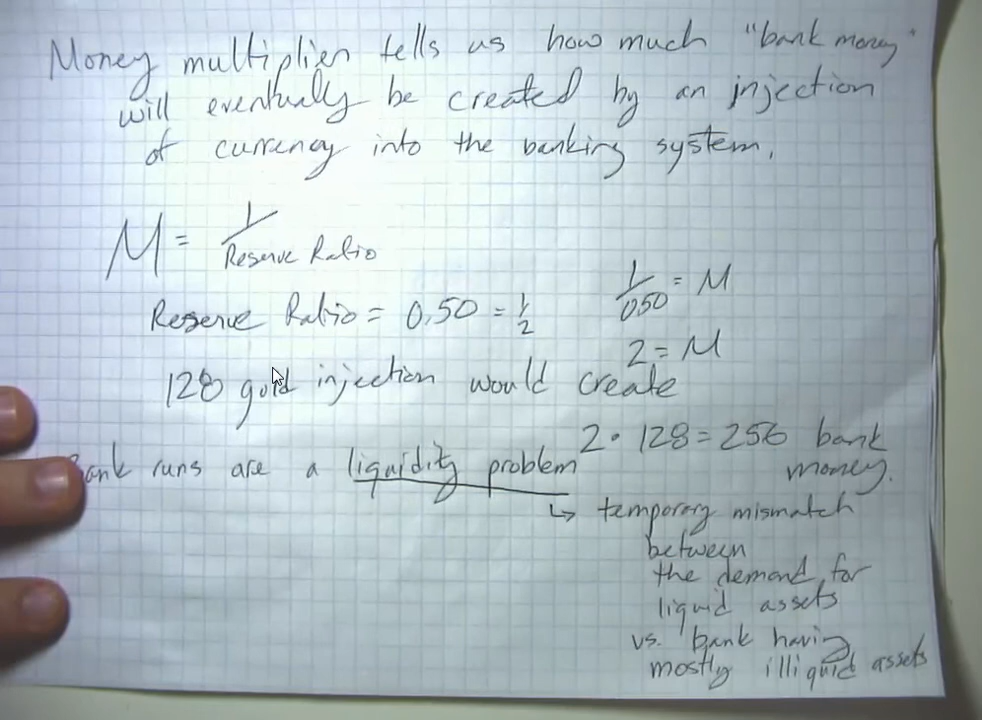 Money multiplier tells us how much "bank money"
will eventually be created by an injection
of currency into the banking system.
M = 1/Reserve Ratio
Reserve Ratio = 0.50 = 1/2
1/0.50 = M
2 = M
128 gold injection would create
2 · 128 = 256 bank
money.
Bank runs are a liquidity problem
↳ temporary mismatch
between
the demand for
liquid assets
vs. bank having
mostly illiquid assets